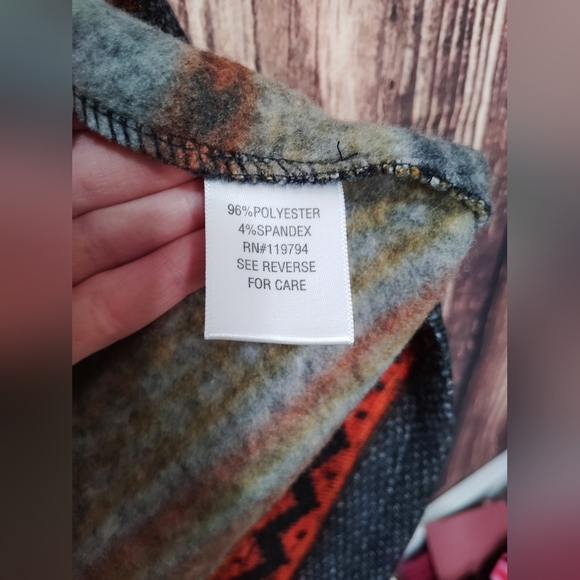 96%POLYESTER
4%SPANDEX
RN#119794
SEE REVERSE
FOR CARE